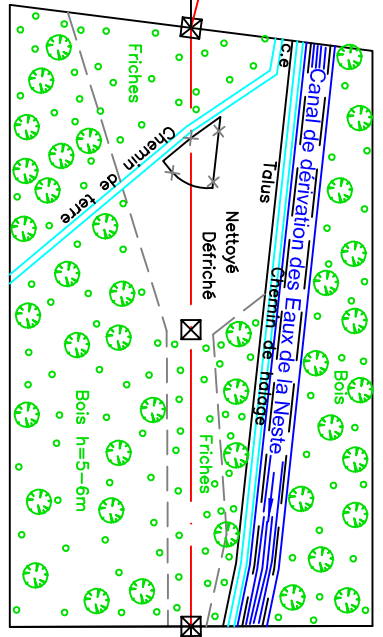 c.e
Friches
Canal de dérivation des Eaux de la Neste
Chemin de terre
Talus
Nettoyé
Défriché
Chemin de halage
Bois
Friches
Bois h=5-6m